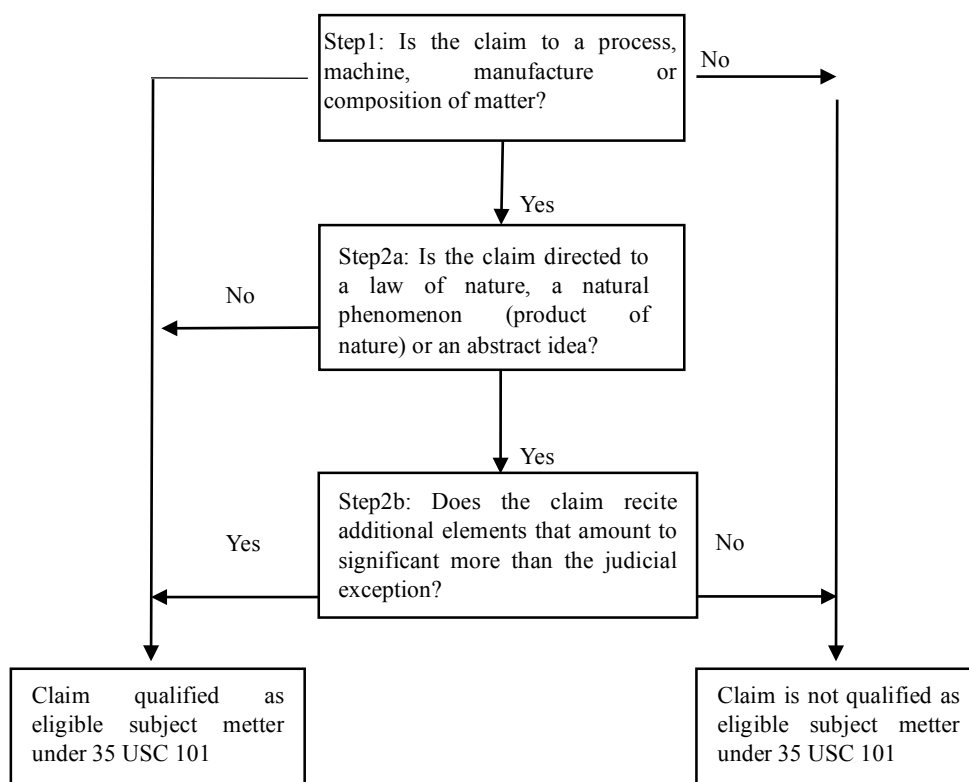 Step1: Is the claim to a process,
machine, manufacture or
composition of matter?
No
Yes
Step2a: Is the claim directed to
a law of nature, a natural
phenomenon (product of
nature) or an abstract idea?
No
Yes
Step2b: Does the claim recite
additional elements that amount to
significant more than the judicial
exception?
Yes
No
Claim qualified as
eligible subject metter
under 35 USC 101
Claim is not qualified as
eligible subject metter
under 35 USC 101